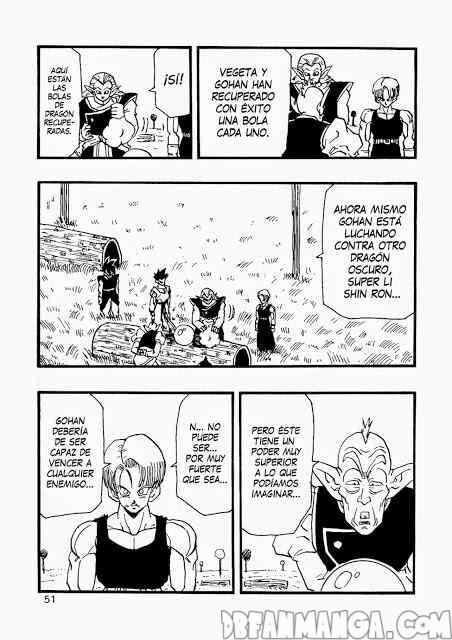 VEGETA Y
GOHAN HAN
RECUPERADO
CON ÉXITO
UNA BOLA
CADA UNO.
¡SÍ!
AQUÍ
ESTÁN
LAS
BOLAS
DE
DRAGÓN
RECUPE-
RADAS.
AHORA MISMO
GOHAN ESTÁ
LUCHANDO
CONTRA OTRO
DRAGÓN
OSCURO,
SUPER LI
SHIN RON...
PERO ÉSTE
TIENE UN
PODER MUY
SUPERIOR
A LO QUE
PODÍAMOS
IMAGINAR...
N... NO
PUEDE
SER...
POR MUY
FUERTE
QUE SEA...
GOHAN
DEBERÍA
DE SER
CAPAZ DE
VENCER A
CUALQUIER
ENEMIGO...
51
DBFANMANGA.COM